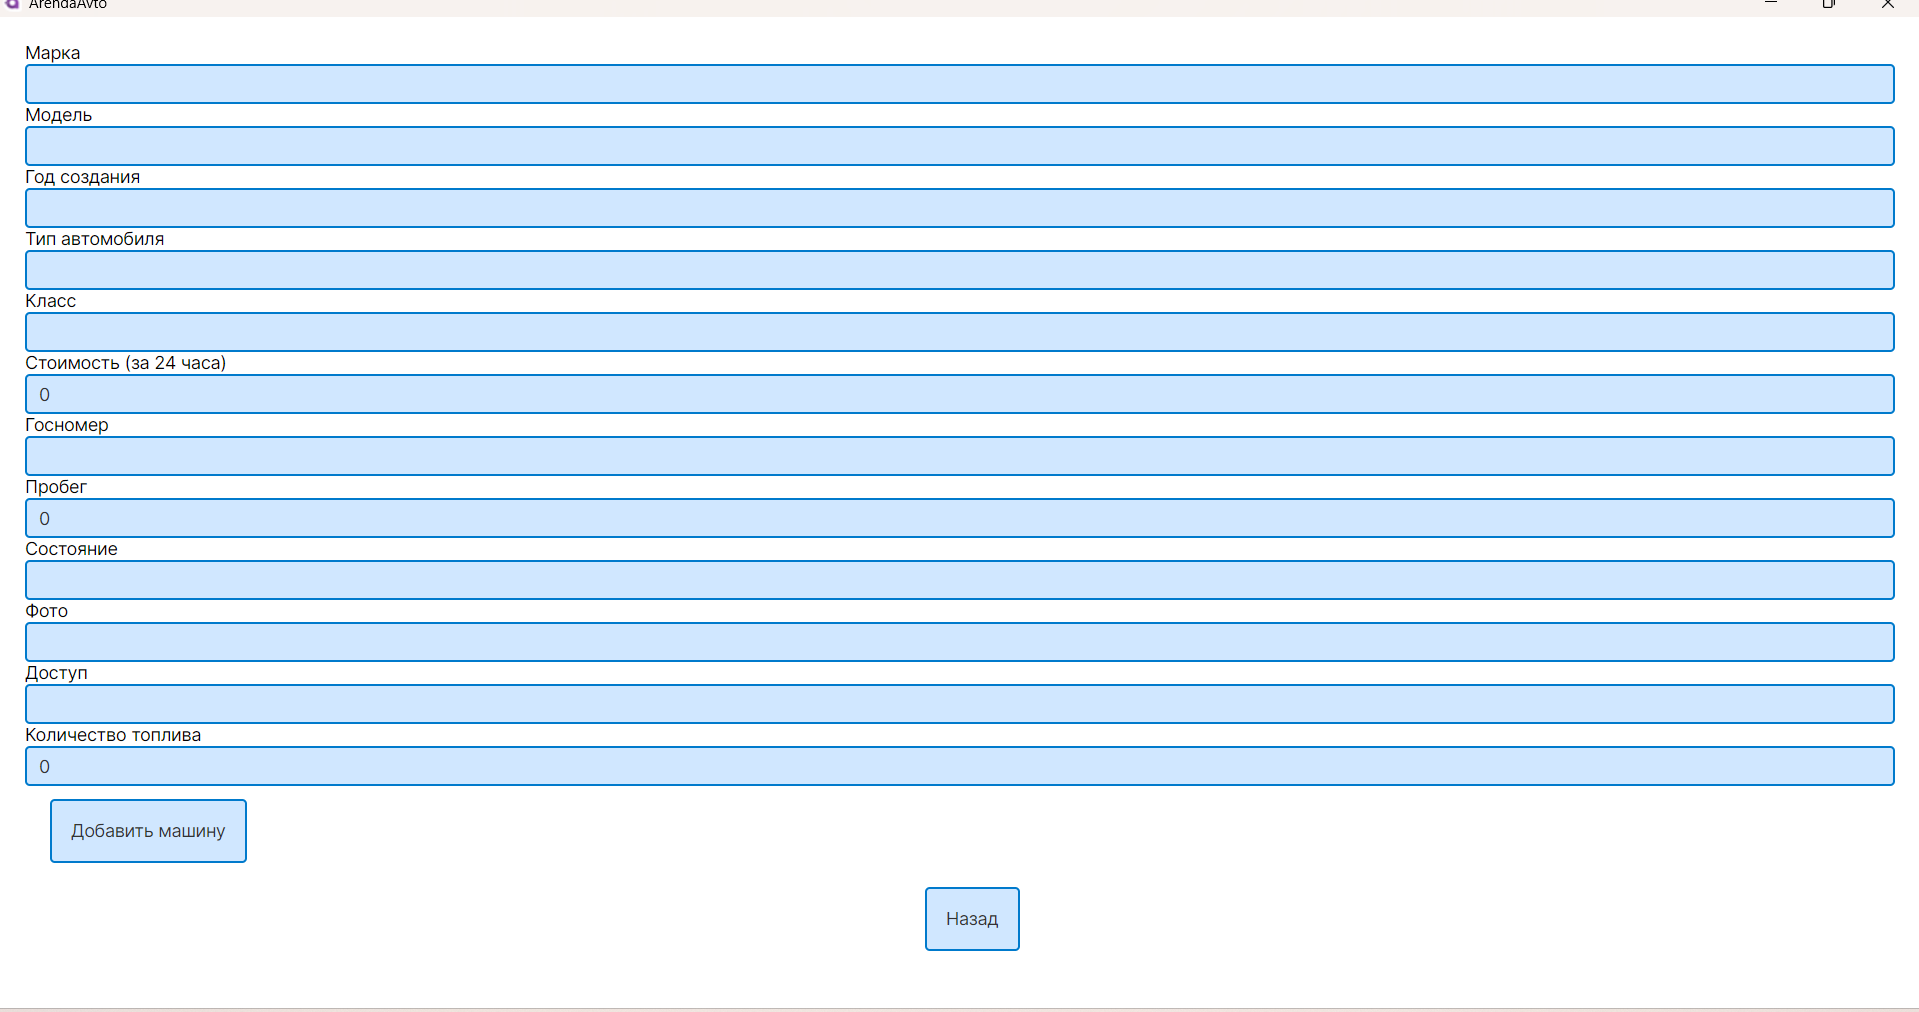 ArendaAvto
Марка
Модель
Год создания
Тип автомобиля
Класс
Стоимость (за 24 часа)
0
Госномер
Пробег
0
Состояние
Фото
Доступ
Количество топлива
0
Добавить машину
Назад